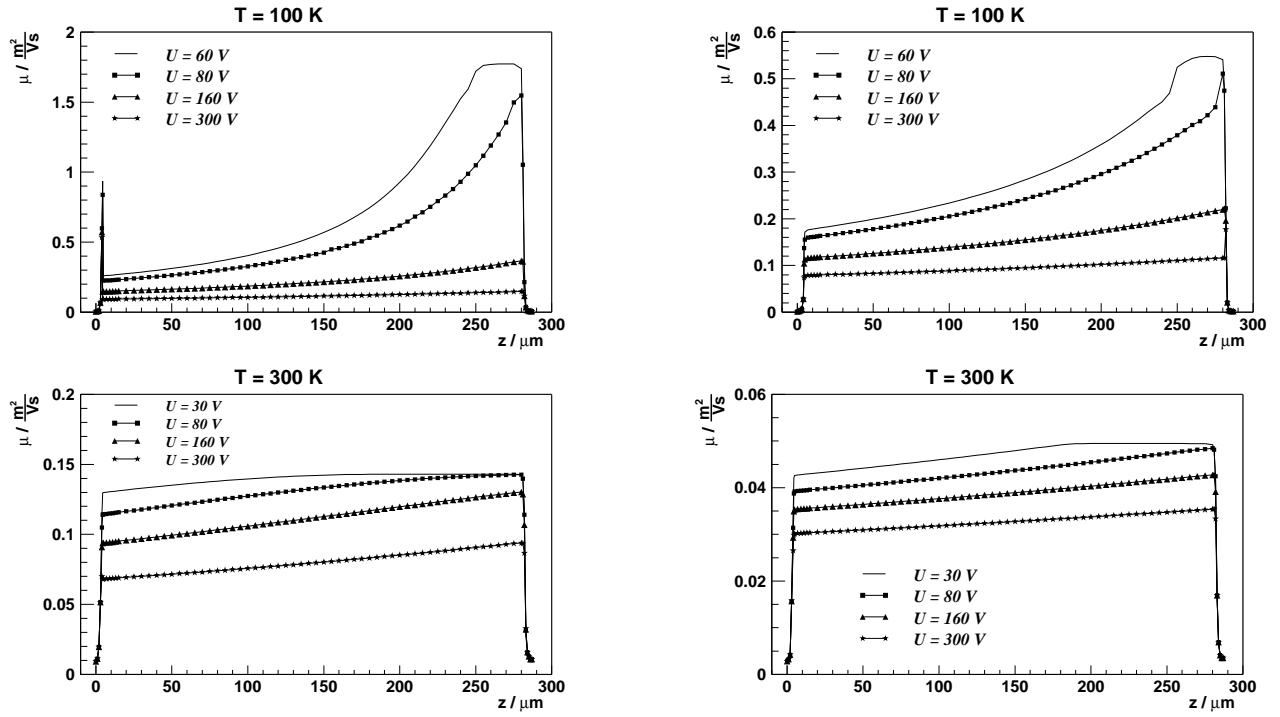 T = 100 K
μ / m²/Vs
2
1.5
1
0.5
0
U = 60 V
U = 80 V
U = 160 V
U = 300 V
0 50 100 150 200 250 300
z / μm
T = 100 K
μ / m²/Vs
0.6
0.5
0.4
0.3
0.2
0.1
0
U = 60 V
U = 80 V
U = 160 V
U = 300 V
0 50 100 150 200 250 300
z / μm
T = 300 K
μ / m²/Vs
0.2
0.15
0.1
0.05
0
U = 30 V
U = 80 V
U = 160 V
U = 300 V
0 50 100 150 200 250 300
z / μm
T = 300 K
μ / m²/Vs
0.06
0.04
0.02
0
U = 30 V
U = 80 V
U = 160 V
U = 300 V
0 50 100 150 200 250 300
z / μm